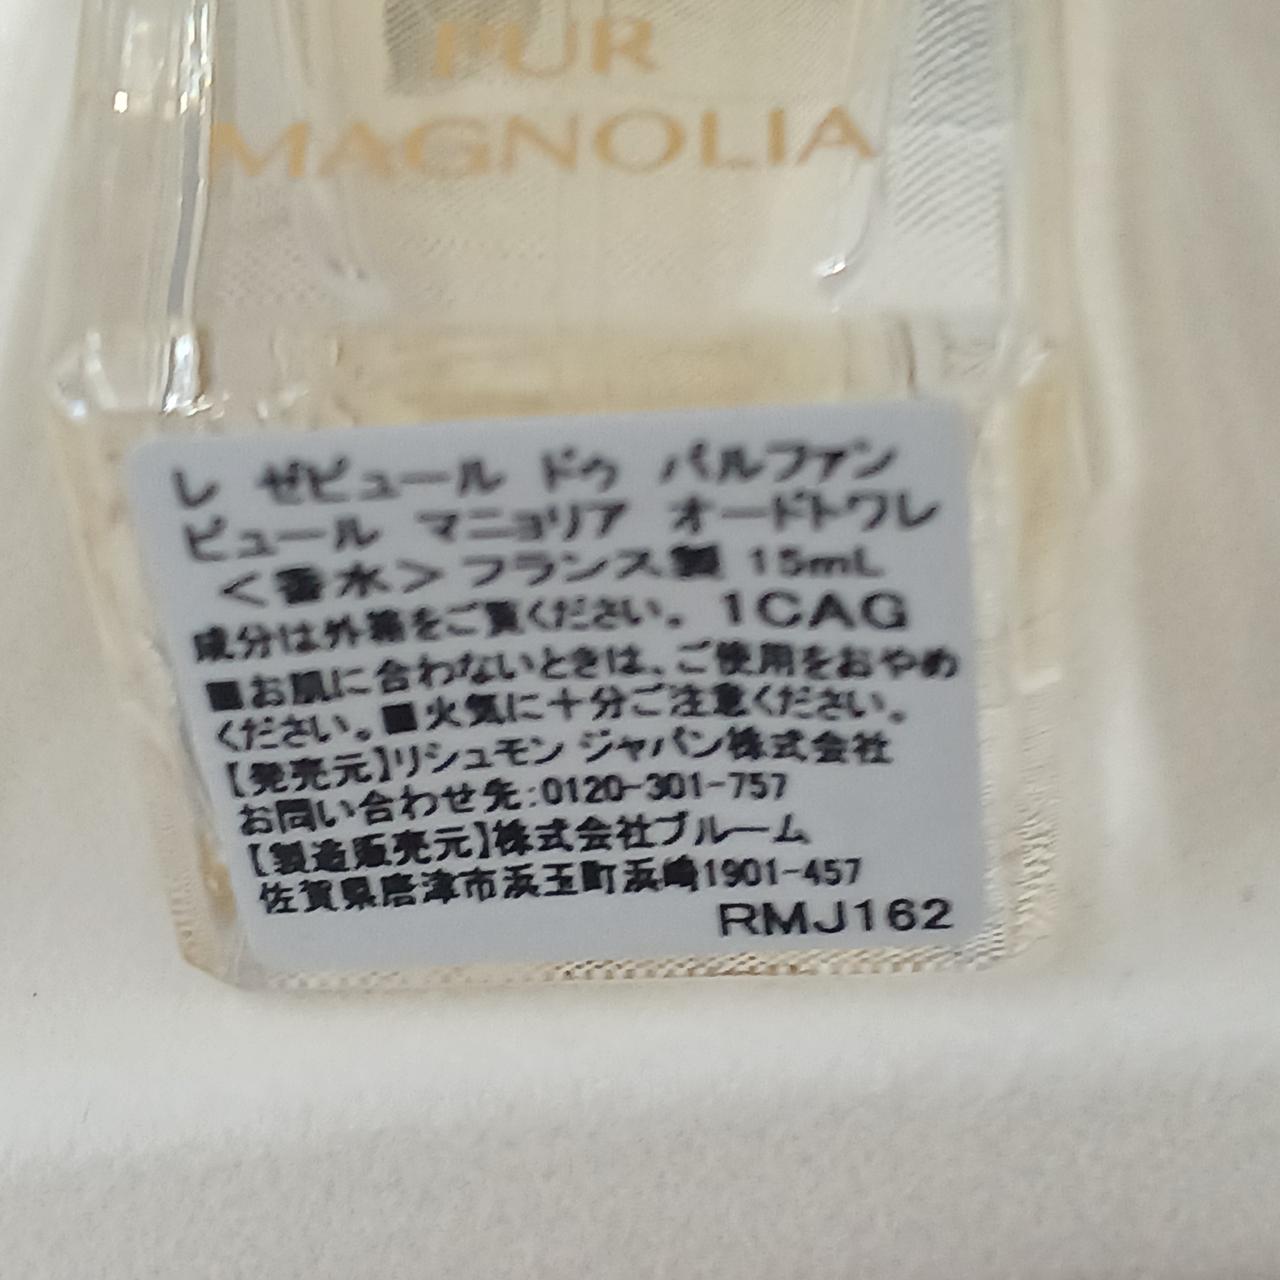 PUR
MAGNOLIA
レ ゼピュール ドゥ パルファン
ピュール マニョリア オードトワレ
＜香水＞フランス製 15mL
成分は外箱をご覧ください。 1CAG
■お肌に合わないときは、ご使用をおやめ
ください。■火気に十分ご注意ください。
【発売元】リシュモン ジャパン株式会社
お問い合わせ先:0120-301-757
【製造販売元】株式会社ブルーム
佐賀県唐津市浜玉町浜崎1901-457
RMJ162